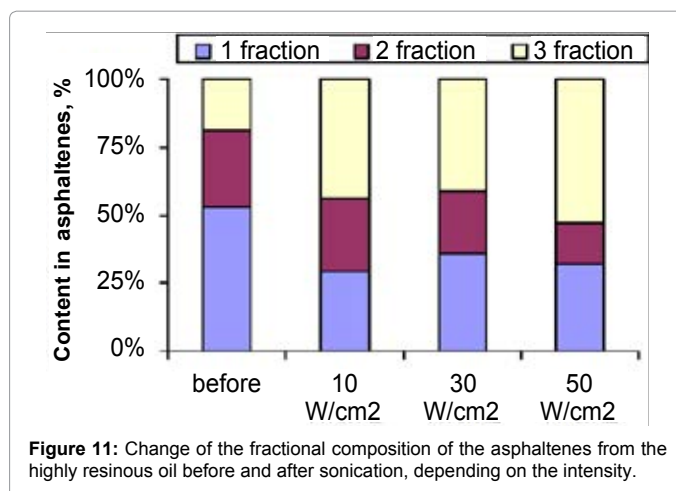 1 fraction 2 fraction 3 fraction
Content in asphaltenes, %
100%
75%
50%
25%
0%
before 10 W/cm2 30 W/cm2 50 W/cm2
Figure 11: Change of the fractional composition of the asphaltenes from the
highly resinous oil before and after sonication, depending on the intensity.